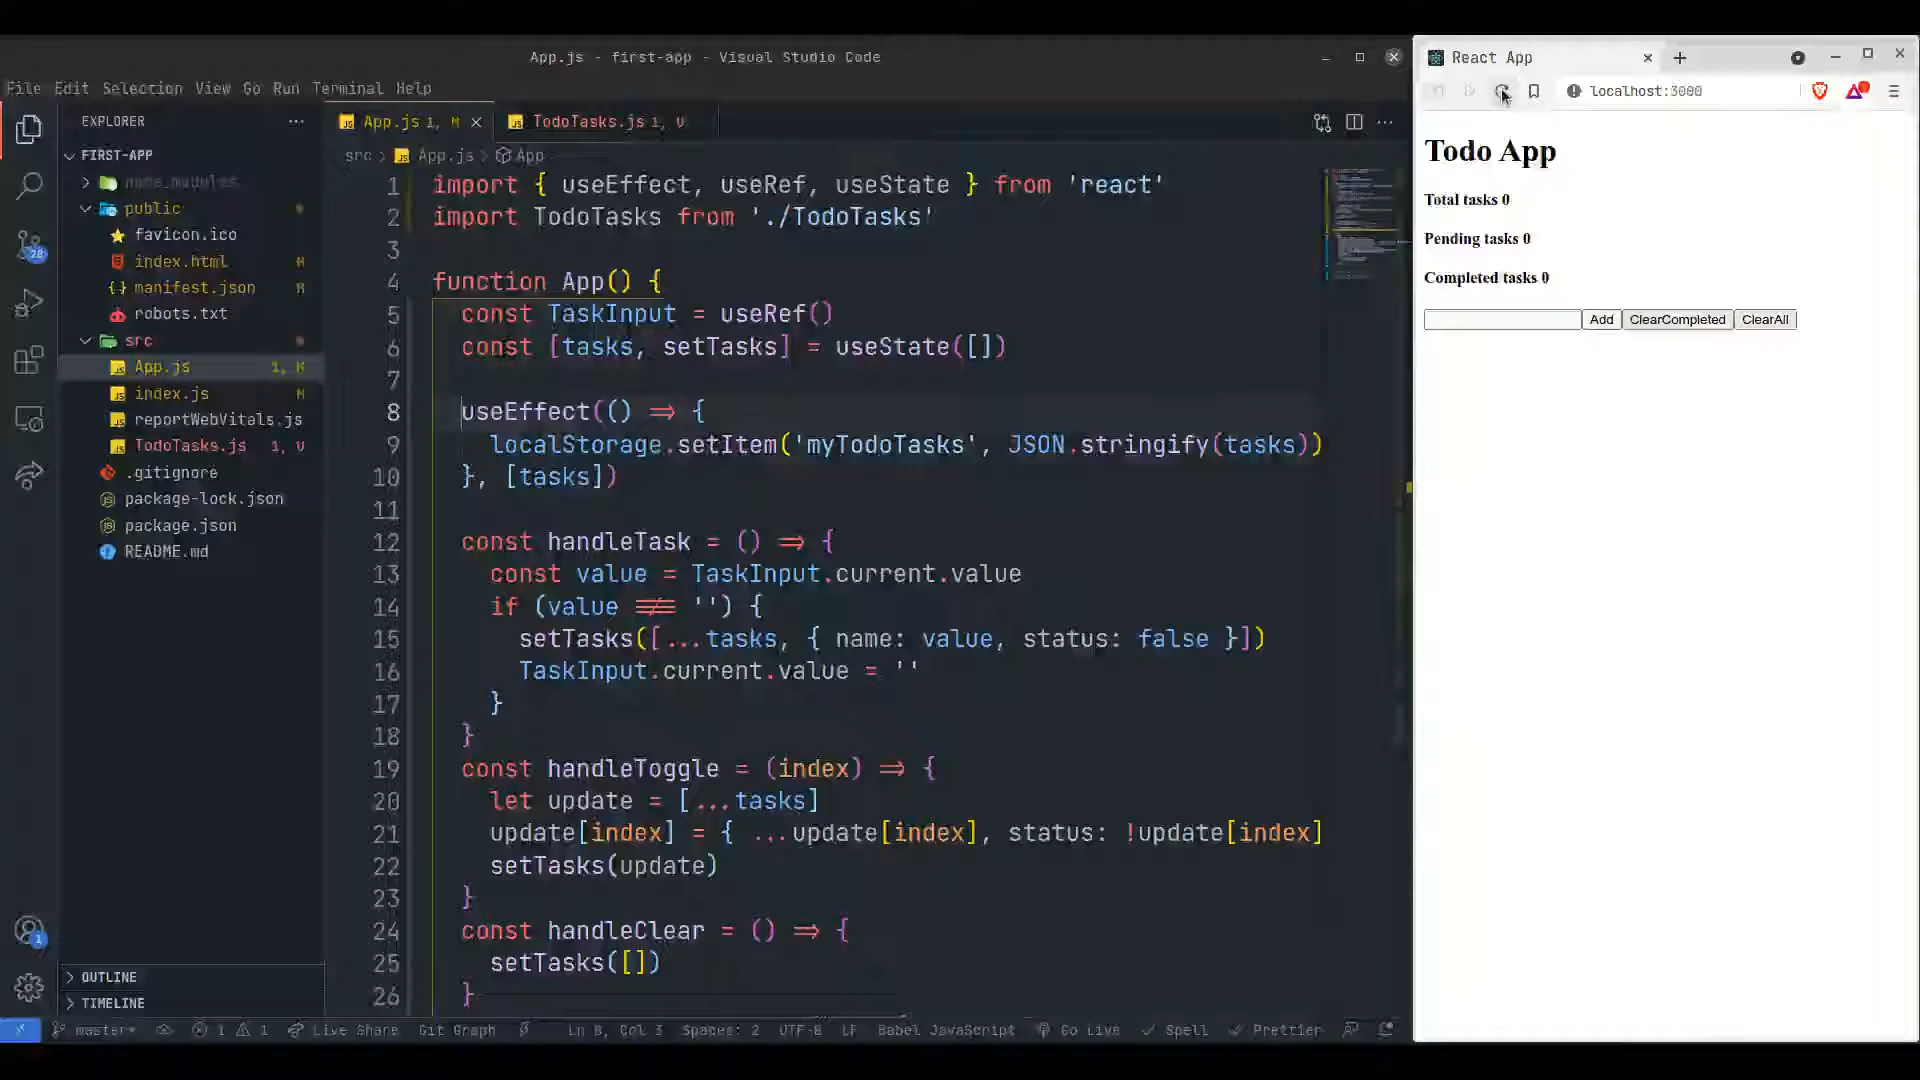 App.js - first-app - Visual Studio Code
File Edit Selection View Go Run Terminal Help
EXPLORER
FIRST-APP
node_modules
public
favicon.ico
index.html M
manifest.json M
robots.txt
src
App.js 1, M
index.js M
reportWebVitals.js
TodoTasks.js 1, U
.gitignore
package-lock.json
package.json
README.md
OUTLINE
TIMELINE
28
1
App.js 1, M
TodoTasks.js 1, U
src > App.js > App
1 import { useEffect, useRef, useState } from 'react'
2 import TodoTasks from './TodoTasks'
3
4 function App() {
5 const TaskInput = useRef()
6 const [tasks, setTasks] = useState([])
7
8 useEffect(() => {
9 localStorage.setItem('myTodoTasks', JSON.stringify(tasks))
10 }, [tasks])
11
12 const handleTask = () => {
13 const value = TaskInput.current.value
14 if (value !== '') {
15 setTasks([...tasks, { name: value, status: false }])
16 TaskInput.current.value = ''
17 }
18 }
19 const handleToggle = (index) => {
20 let update = [...tasks]
21 update[index] = { ...update[index], status: !update[index]
22 setTasks(update)
23 }
24 const handleClear = () => {
25 setTasks([])
26 }
master* 1 1 Live Share Git Graph Ln 8, Col 3 Spaces: 2 UTF-8 LF Babel JavaScript Go Live Spell Prettier
React App
localhost:3000
Todo App
Total tasks 0
Pending tasks 0
Completed tasks 0
Add ClearCompleted ClearAll